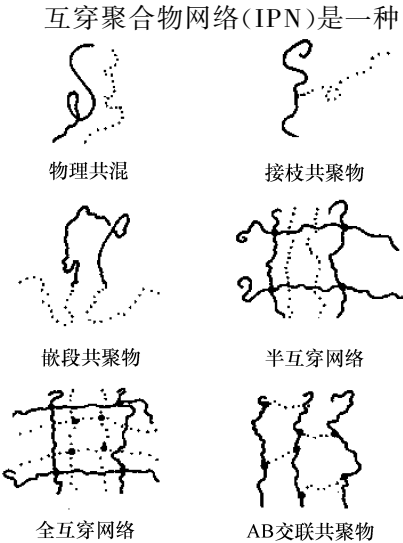 互穿聚合物网络(IPN)是一种
物理共混
接枝共聚物
嵌段共聚物
半互穿网络
全互穿网络
AB交联共聚物